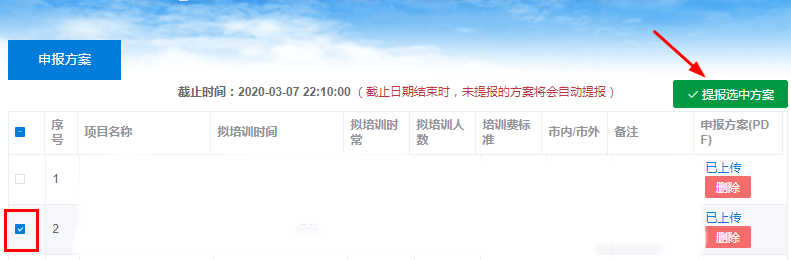 申报方案
截止时间：2020-03-07 22:10:00（ 截止日期结束时，未提报的方案将会自动提报 ）
提报选中方案
序号 项目名称 拟培训时间 拟培训时常 拟培训人数 培训费标准 市内/市外 备注 申报方案(PDF)
1 已上传
删除
2 已上传
删除